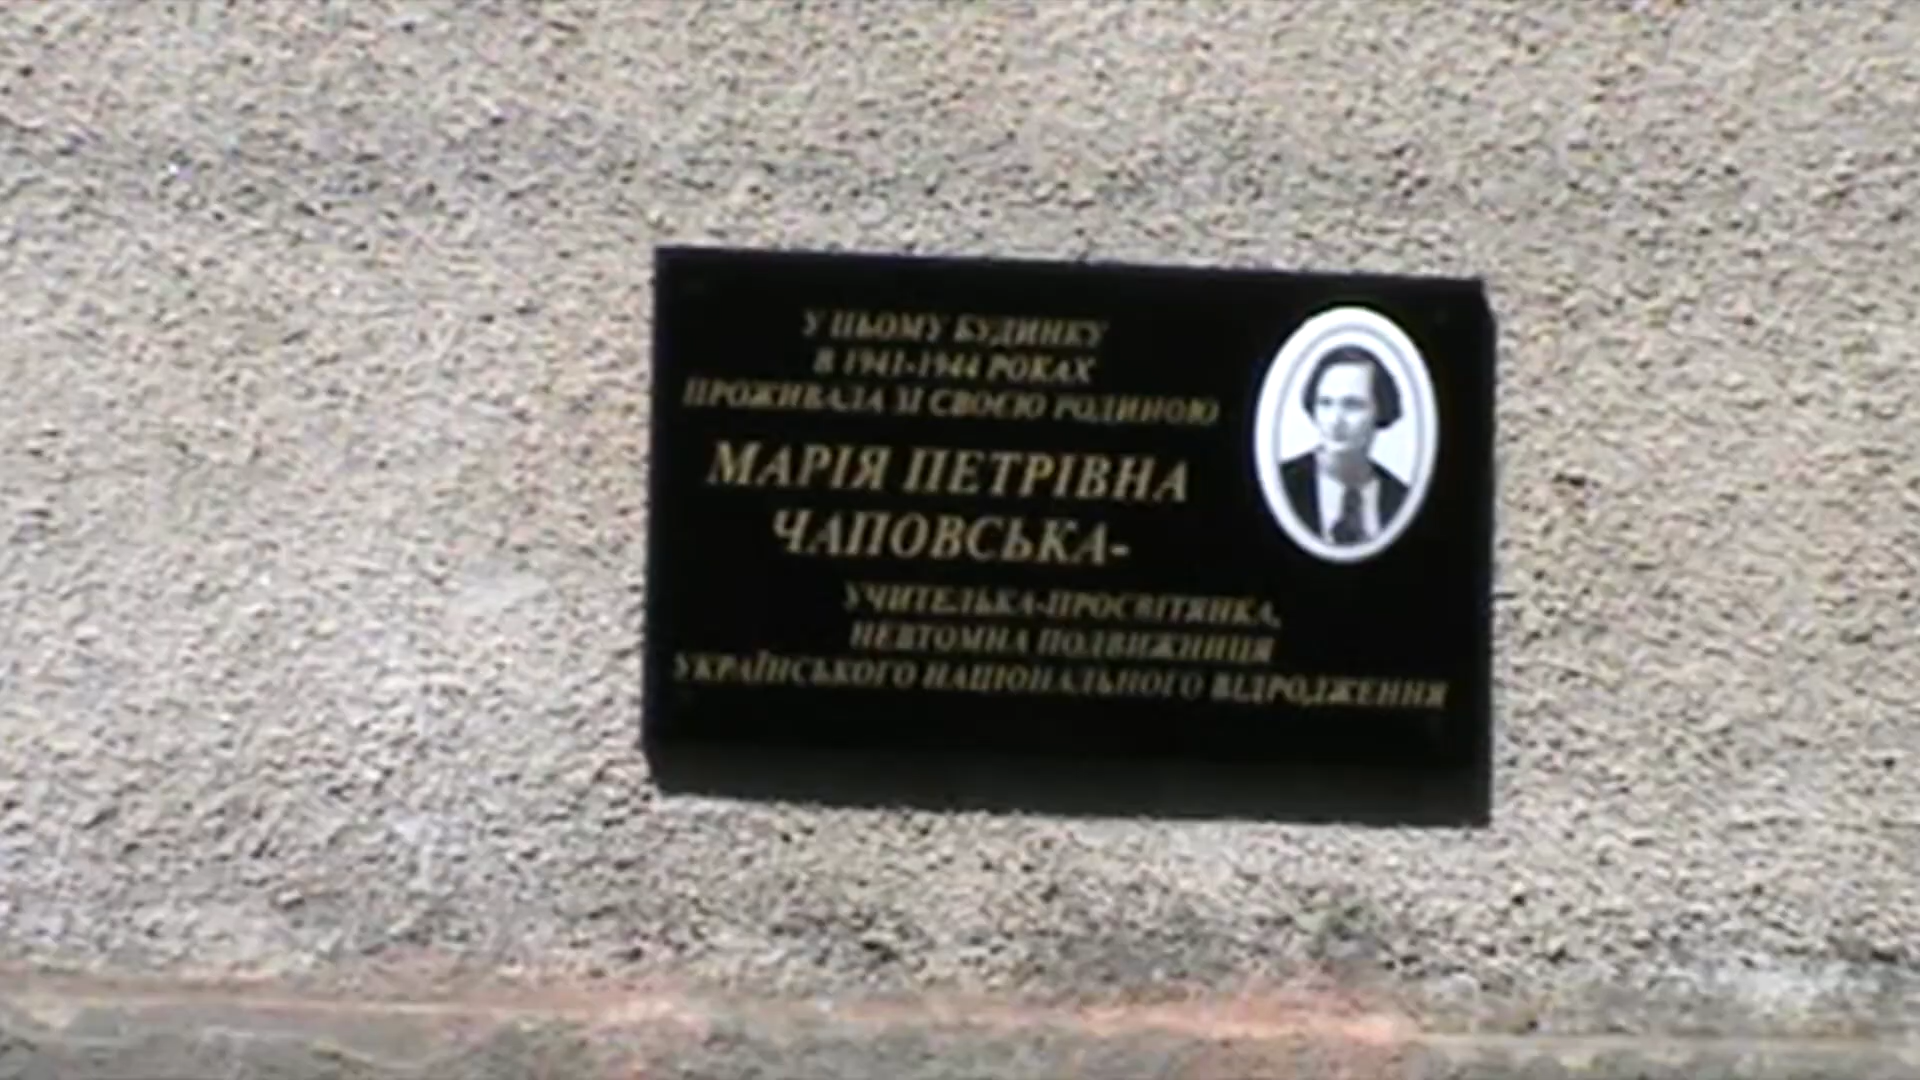 У ЦЬОМУ БУДИНКУ
В 1941-1944 РОКАХ
ПРОЖИВАЛА ЗІ СВОЄЮ РОДИНОЮ
МАРІЯ ПЕТРІВНА
ЧАПОВСЬКА-
УЧИТЕЛЬКА-ПРОСВІТЯНКА,
НЕВТОМНА ПОДВИЖНИЦЯ
УКРАЇНСЬКОГО НАЦІОНАЛЬНОГО ВІДРОДЖЕННЯ